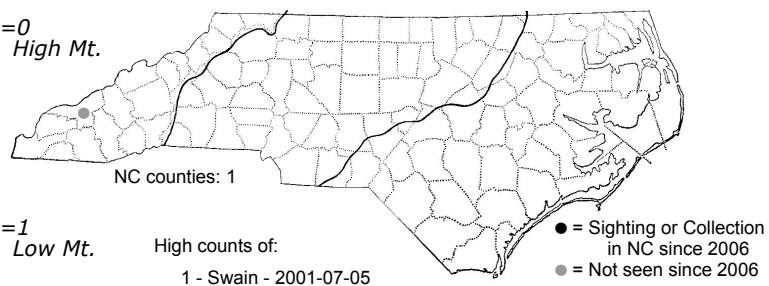 =0
High Mt.
NC counties: 1
=1
Low Mt.
High counts of:
1 - Swain - 2001-07-05
● = Sighting or Collection
in NC since 2006
● = Not seen since 2006